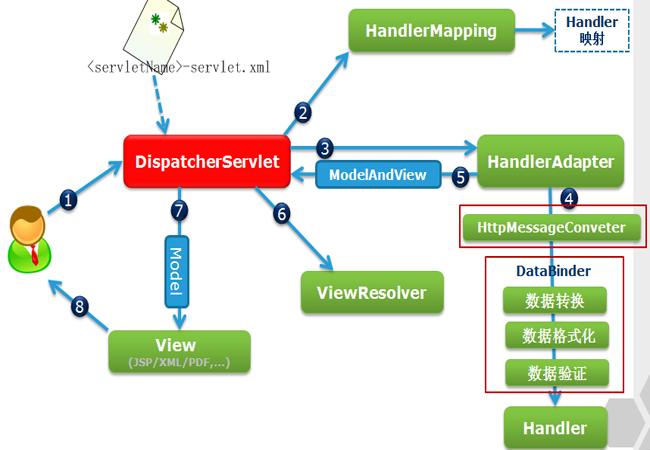 <servletName>-servlet.xml
HandlerMapping
Handler
映射
2
DispatcherServlet
3
ModelAndView
5
HandlerAdapter
1
7
6
4
HttpMessageConveter
Model
DataBinder
ViewResolver
数据转换
8
数据格式化
View
(JSP/XML/PDF,...)
数据验证
Handler